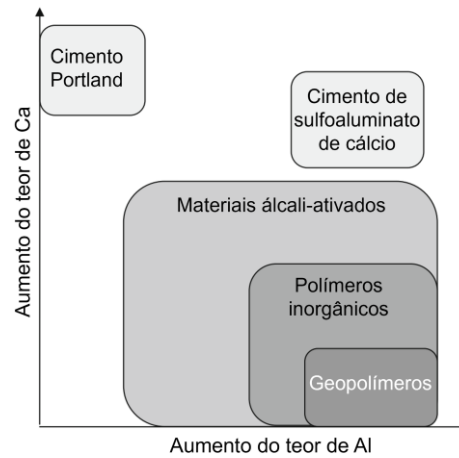 Cimento
Portland
Cimento de
sulfoaluminato
de cálcio
Materiais álcali-ativados
Polímeros
inorgânicos
Geopolímeros
Aumento do teor de Ca
Aumento do teor de Al